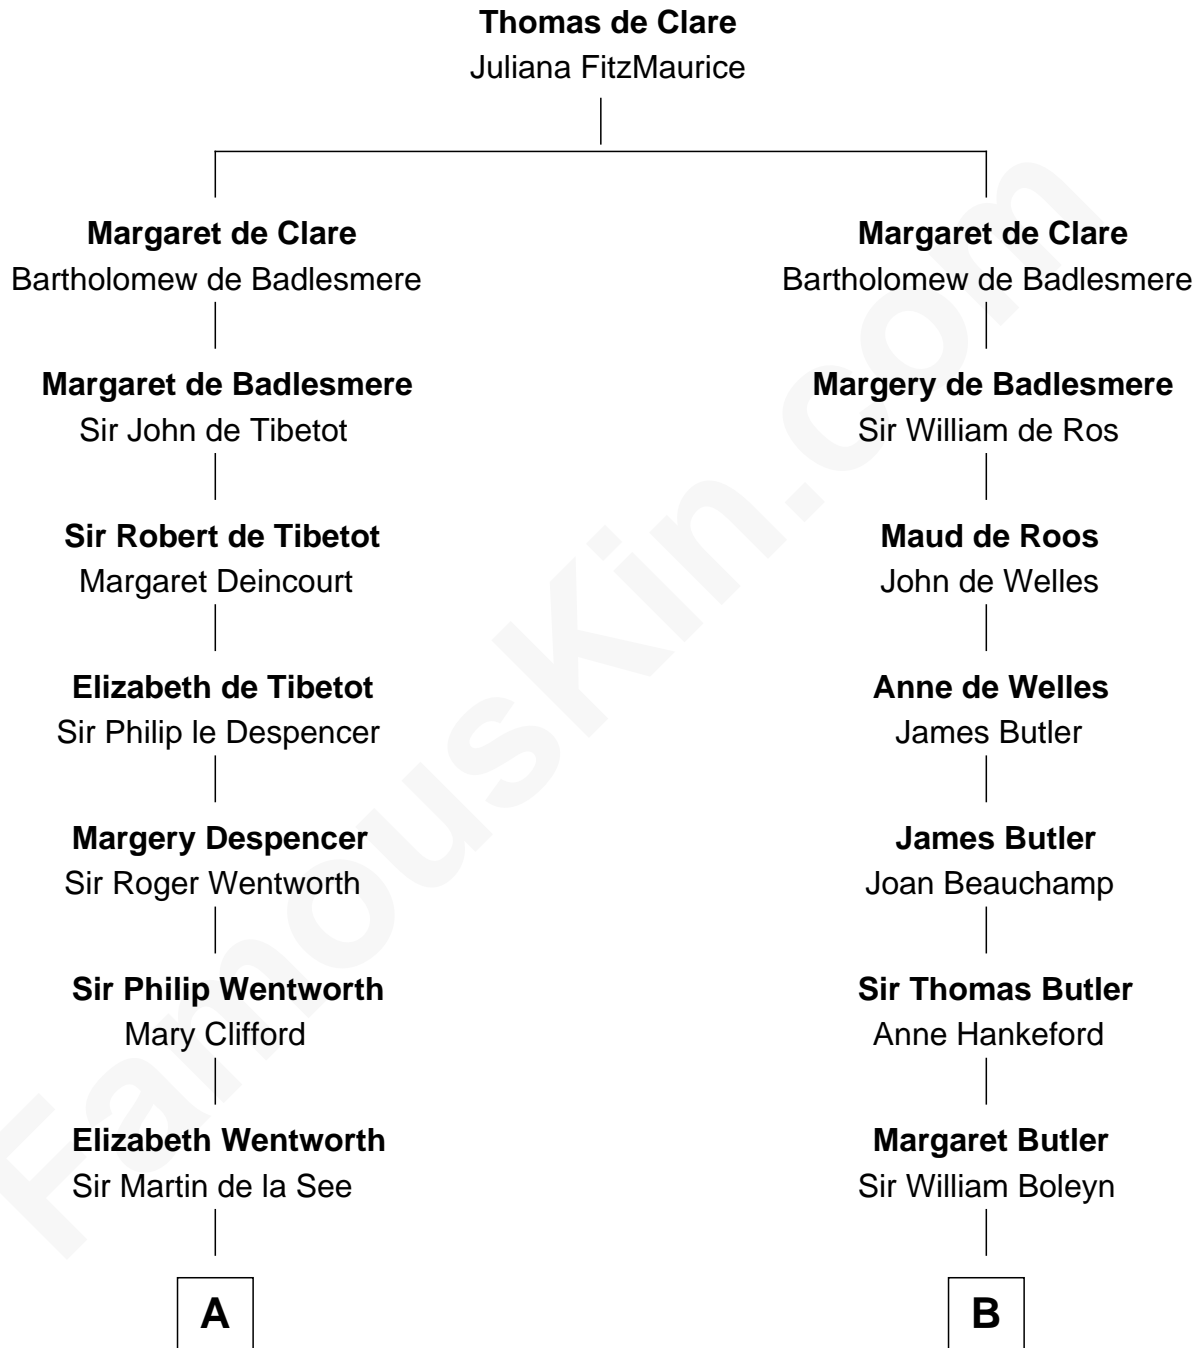 Thomas de Clare
Juliana FitzMaurice
Margaret de Clare
Bartholomew de Badlesmere
Margaret de Badlesmere
Sir John de Tibetot
Sir Robert de Tibetot
Margaret Deincourt
Elizabeth de Tibetot
Sir Philip le Despencer
Margery Despencer
Sir Roger Wentworth
Sir Philip Wentworth
Mary Clifford
Elizabeth Wentworth
Sir Martin de la See
A
Margaret de Clare
Bartholomew de Badlesmere
Margery de Badlesmere
Sir William de Ros
Maud de Roos
John de Welles
Anne de Welles
James Butler
James Butler
Joan Beauchamp
Sir Thomas Butler
Anne Hankeford
Margaret Butler
Sir William Boleyn
B
FamousKin.com